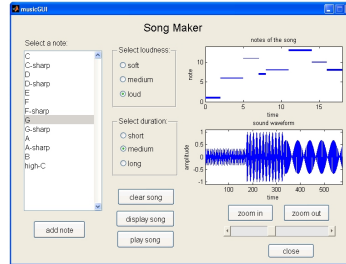 musicGUI
Song Maker
Select a note:
C
C-sharp
D
D-sharp
E
F
F-sharp
G
G-sharp
A
A-sharp
B
high-C
add note
Select loudness:
soft
medium
loud
Select duration:
short
medium
long
clear song
display song
play song
notes of the song
note
10
5
0
0
5
10
15
time
sound waveform
amplitude
1
0.5
0
-0.5
-1
100
200
300
400
500
time
zoom in
zoom out
close